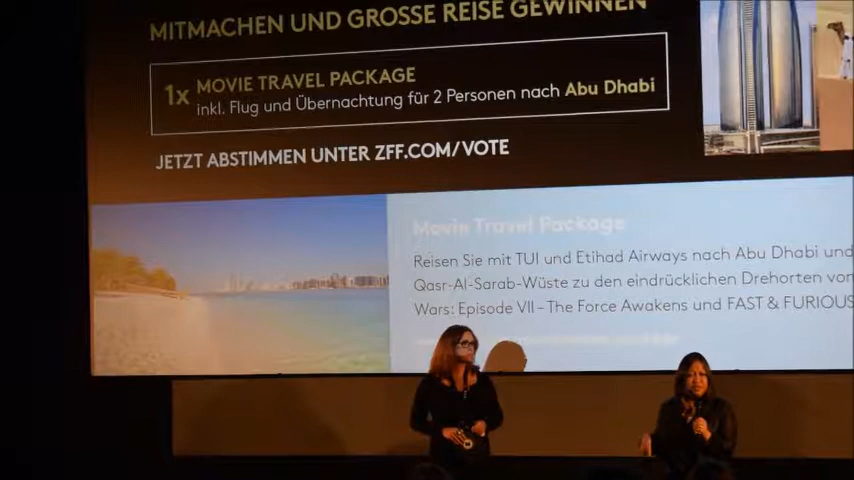 MITMACHEN UND GROSSE REISE GEWINNEN
1x MOVIE TRAVEL PACKAGE
inkl. Flug und Übernachtung für 2 Personen nach Abu Dhabi
JETZT ABSTIMMEN UNTER ZFF.COM/VOTE
Movie Travel Package
Reisen Sie mit TUI und Etihad Airways nach Abu Dhabi und
Qasr-Al-Sarab-Wüste zu den eindrücklichen Drehorten von
Wars: Episode VII - The Force Awakens und FAST & FURIOUS